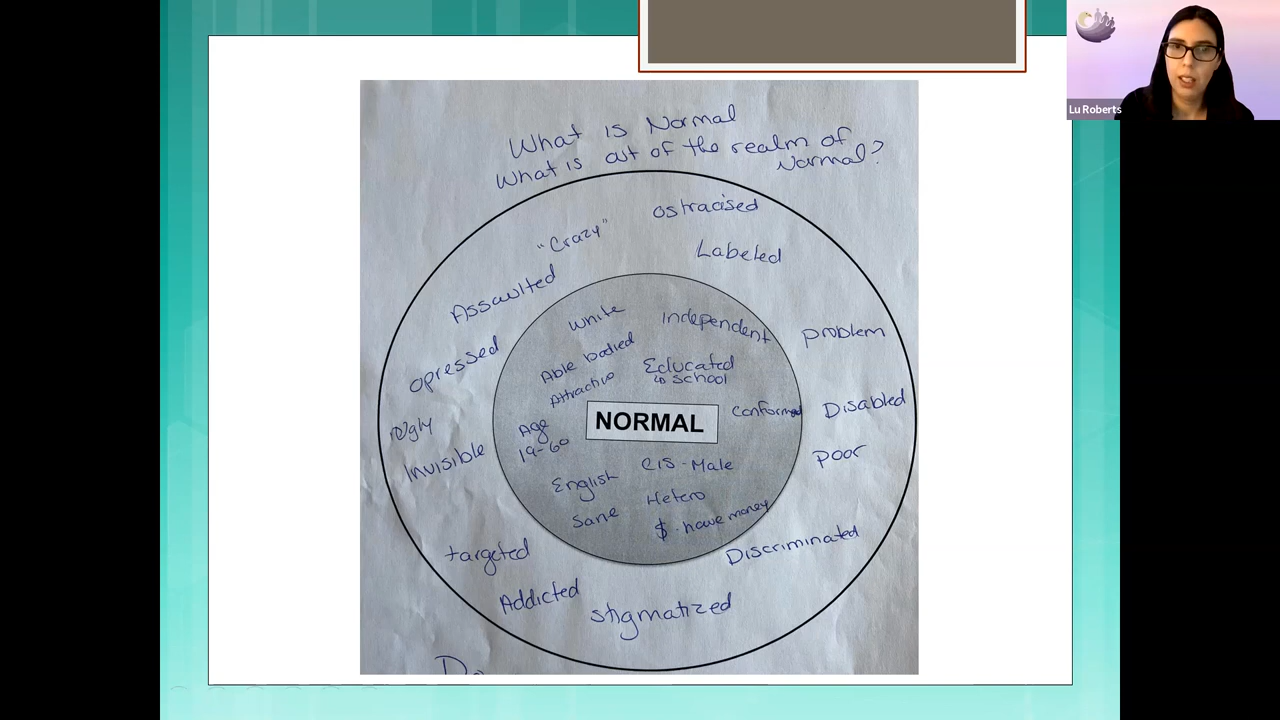 Lu Roberts
What is Normal
What is out of the realm of
Normal?
ostracised
"Crazy"
Labeled
Assaulted
White
Independent
problem
opressed
Able bodied
Educated
school
Attractive
NORMAL
Conformed
Disabled
Age
19-60
Invisible
poor
CIS-Male
English
Hetero
Sane
$-have money
targeted
Discriminated
Addicted
stigmatized